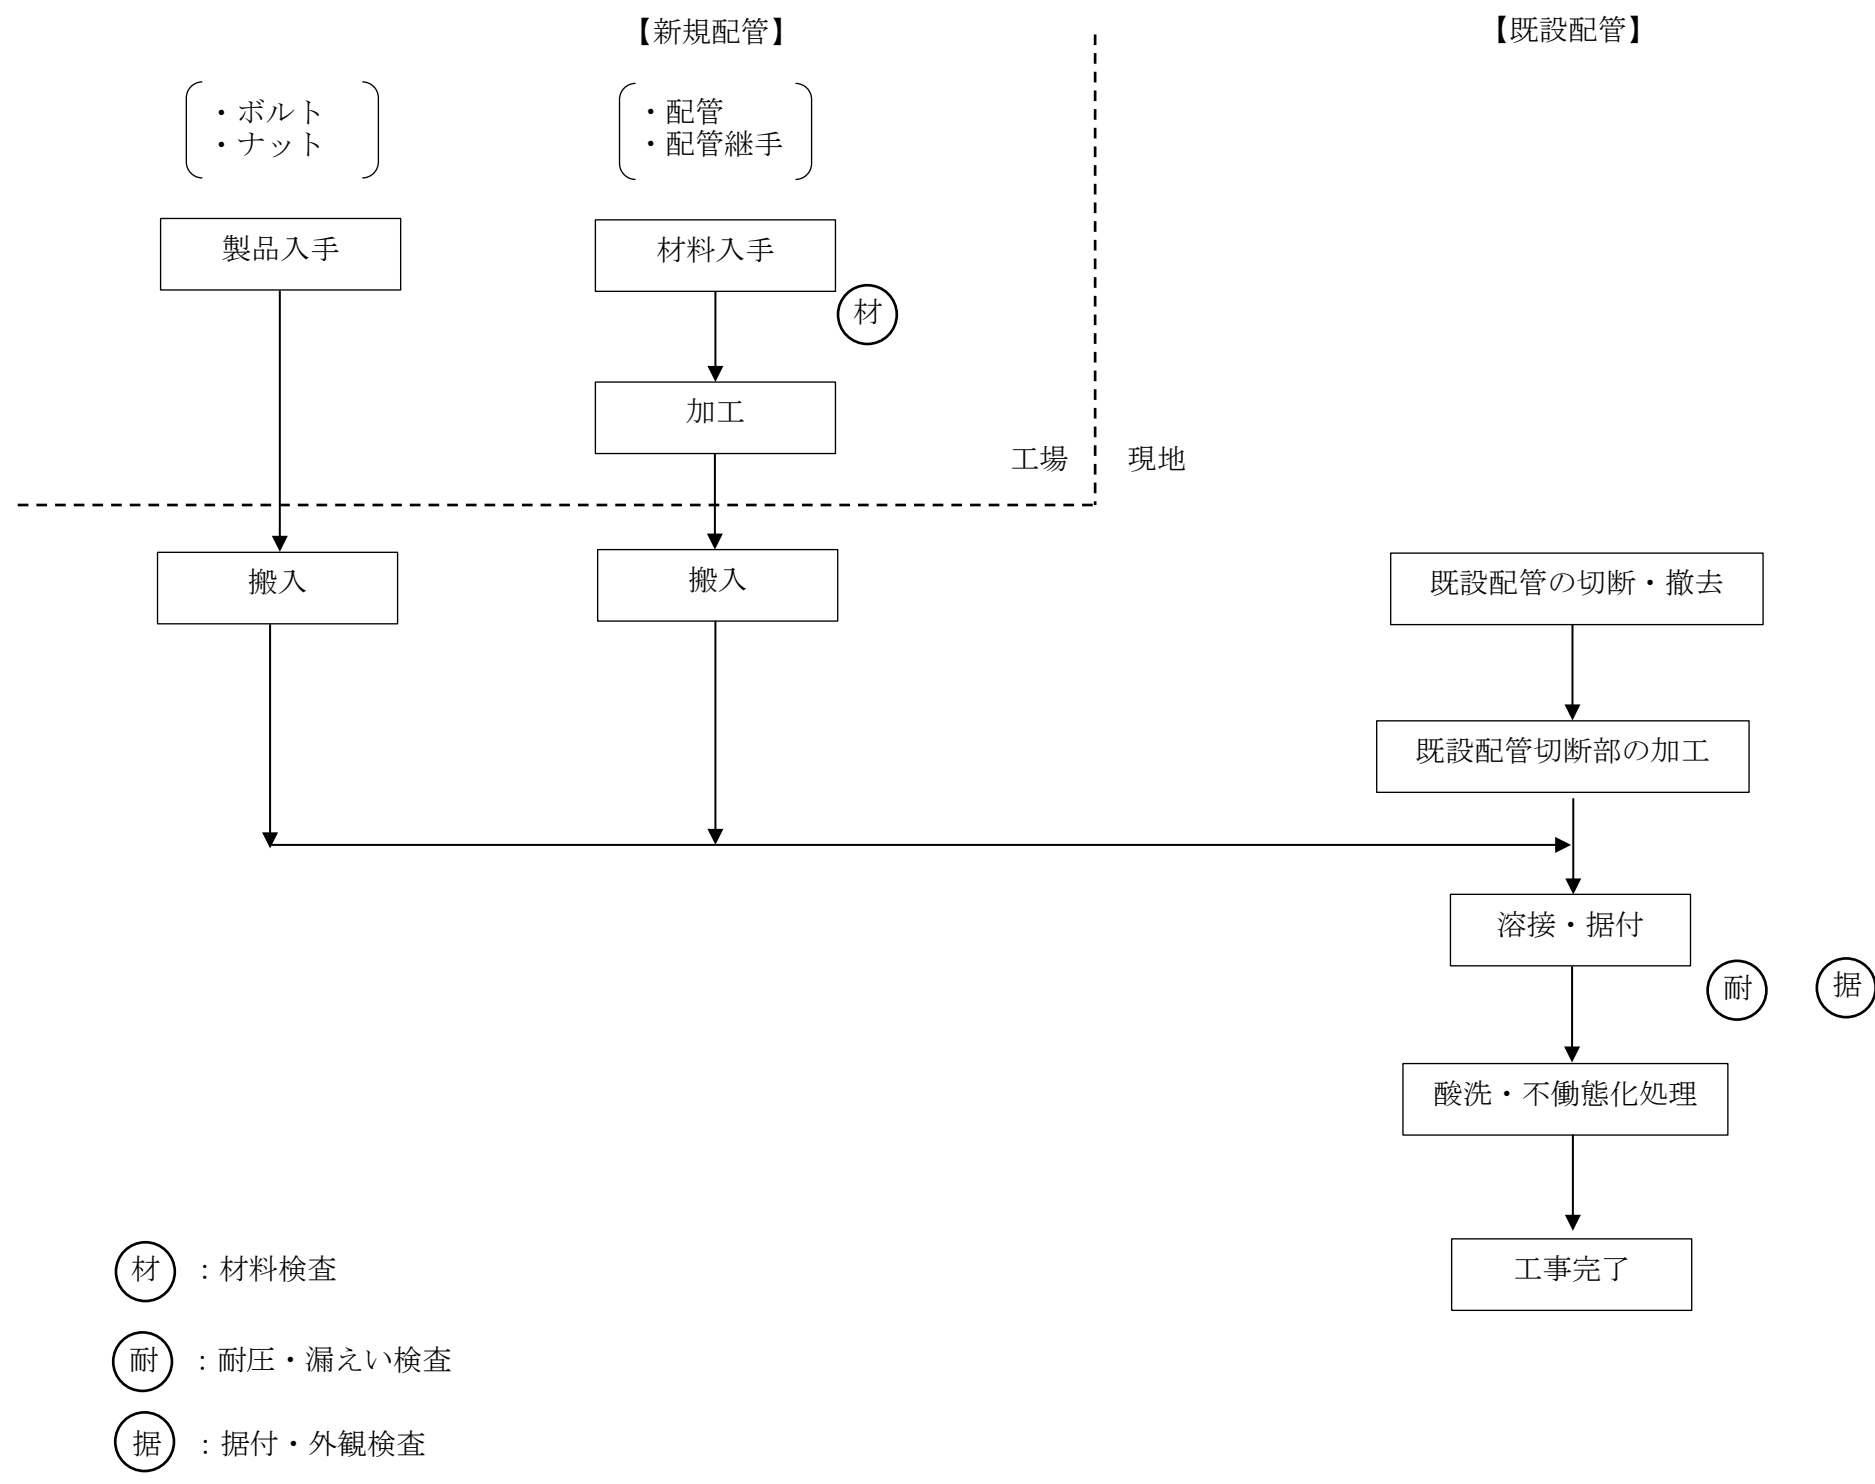 【新規配管】
【既設配管】
・ボルト
・ナット
・配管
・配管継手
製品入手
材料入手
材
加工
工場
現地
搬入
搬入
既設配管の切断・撤去
既設配管切断部の加工
溶接・据付
耐
据
酸洗・不働態化処理
工事完了
材 : 材料検査
耐 : 耐圧・漏えい検査
据 : 据付・外観検査